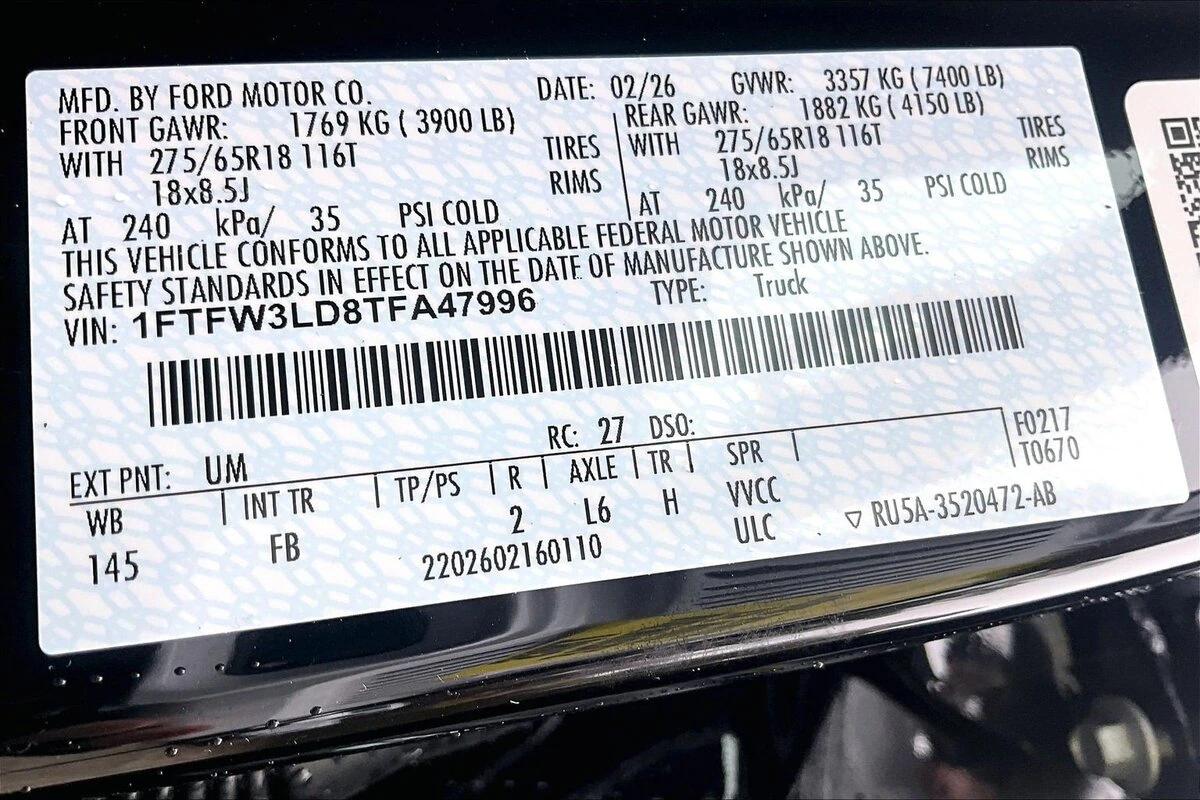 MFD. BY FORD MOTOR CO. DATE: 02/26 GVWR: 3357 KG ( 7400 LB)
FRONT GAWR: 1769 KG ( 3900 LB) REAR GAWR: 1882 KG ( 4150 LB)
WITH 275/65R18 116T TIRES WITH 275/65R18 116T TIRES
18x8.5J RIMS 18x8.5J RIMS
AT 240 kPa/ 35 PSI COLD AT 240 kPa/ 35 PSI COLD
THIS VEHICLE CONFORMS TO ALL APPLICABLE FEDERAL MOTOR VEHICLE
SAFETY STANDARDS IN EFFECT ON THE DATE OF MANUFACTURE SHOWN ABOVE.
VIN: 1FTFW3LD8TFA47996 TYPE: Truck
EXT PNT: UM RC: 27 DSO: F0217
WB INT TR TP/PS R AXLE TR SPR T0670
145 FB 2 L6 H VVCC
2202602160110 ULC ▽ RU5A-3520472-AB